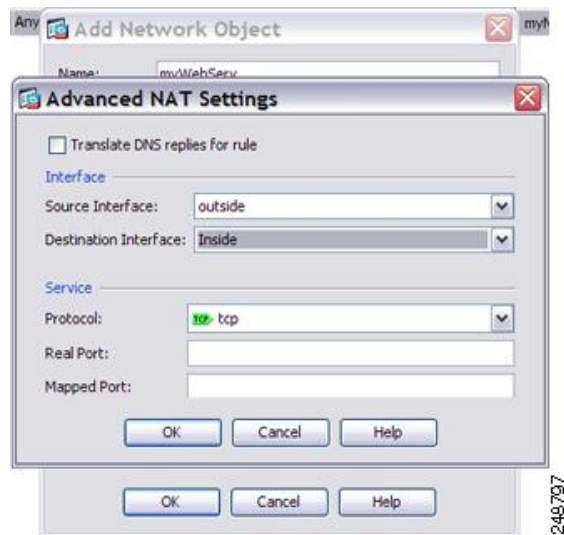 Any
Add Network Object
Name: myWebServ
Advanced NAT Settings
Translate DNS replies for rule
Interface
Source Interface: outside
Destination Interface: Inside
Service
Protocol: TCP tcp
Real Port:
Mapped Port:
OK Cancel Help
OK Cancel Help
248797